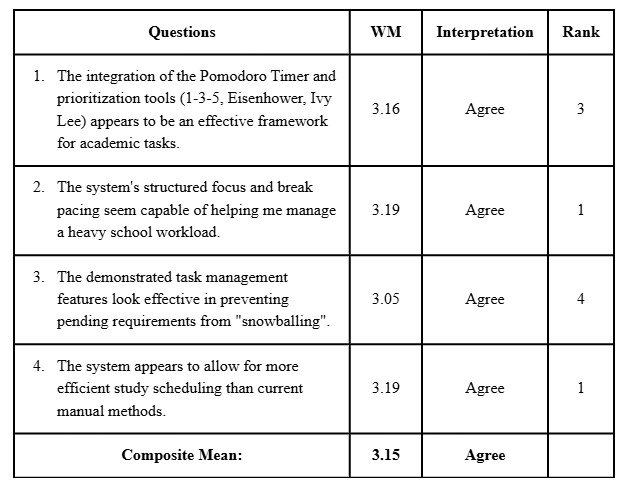 Questions WM Interpretation Rank
1. The integration of the Pomodoro Timer and
prioritization tools (1-3-5, Eisenhower, Ivy
Lee) appears to be an effective framework
for academic tasks.
3.16 Agree 3
2. The system's structured focus and break
pacing seem capable of helping me manage
a heavy school workload.
3.19 Agree 1
3. The demonstrated task management
features look effective in preventing
pending requirements from "snowballing".
3.05 Agree 4
4. The system appears to allow for more
efficient study scheduling than current
manual methods.
3.19 Agree 1
Composite Mean: 3.15 Agree